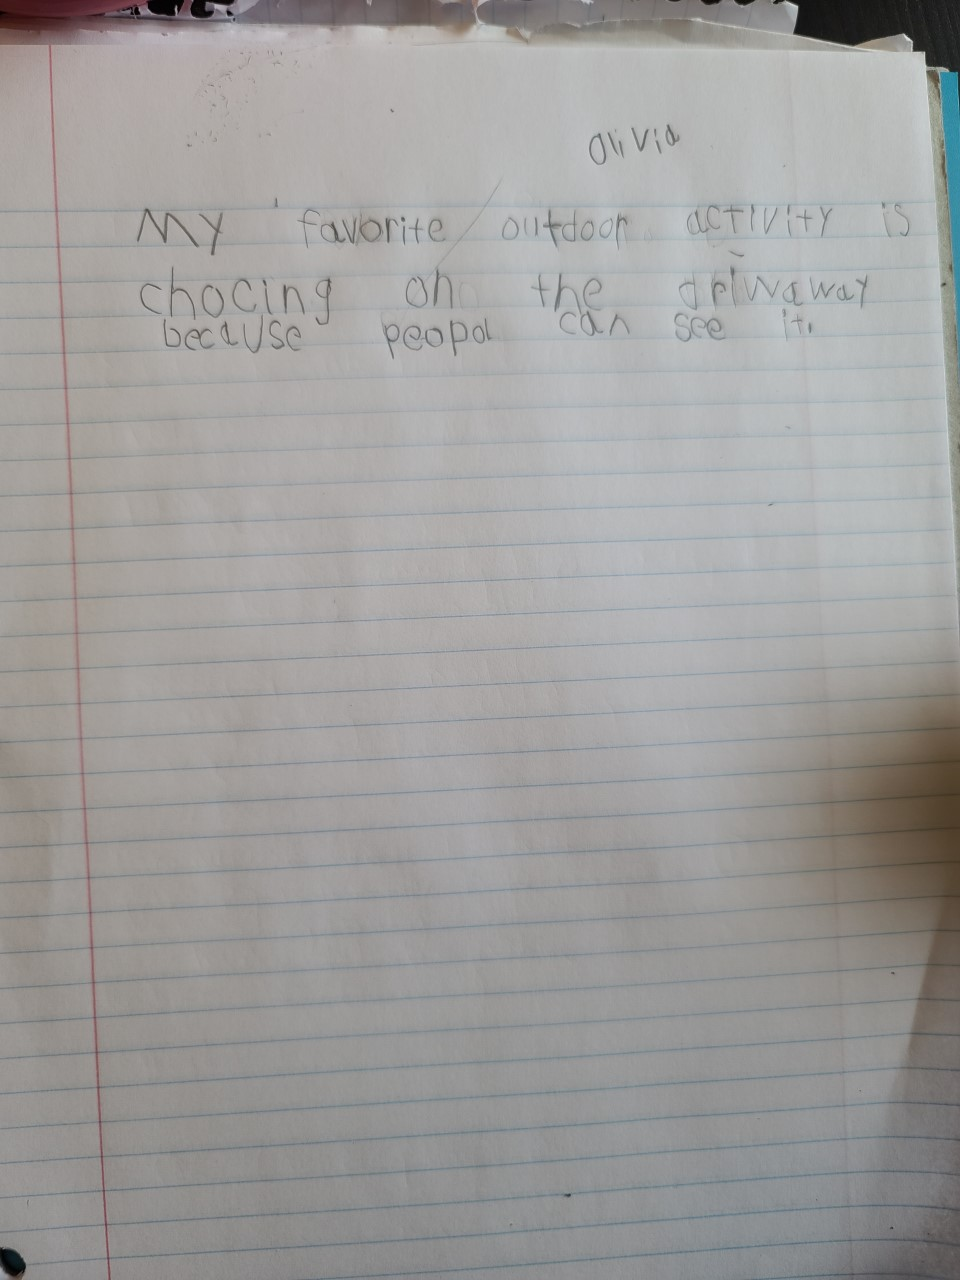 Olivia
My favorite outdoor activity is
chocing on the driwaway
because peopol can see it.